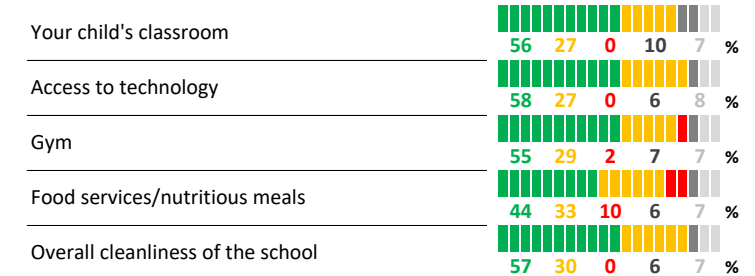 Your child's classroom
56 27 0 10 7 %
Access to technology
58 27 0 6 8 %
Gym
55 29 2 7 7 %
Food services/nutritious meals
44 33 10 6 7 %
Overall cleanliness of the school
57 30 0 6 7 %